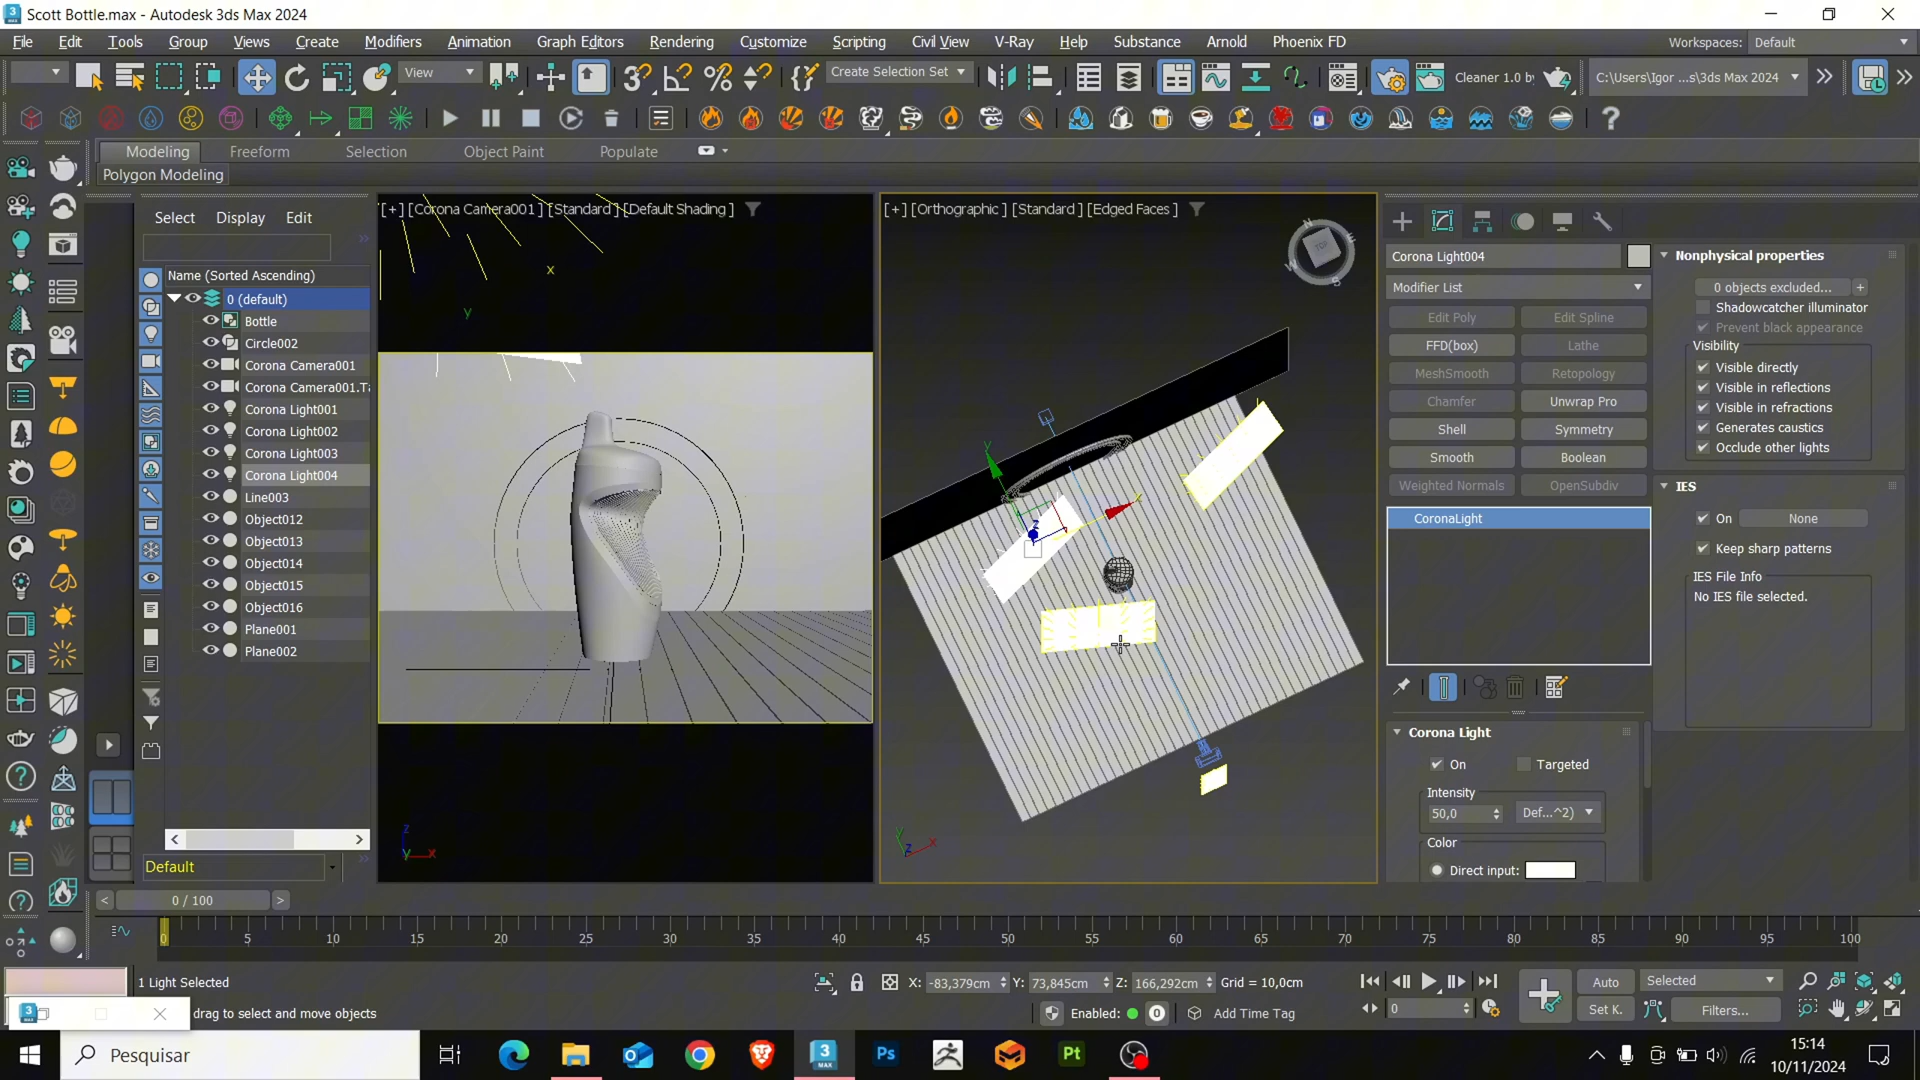 Scott Bottle.max - Autodesk 3ds Max 2024
File Edit Tools Group Views Create Modifiers Animation Graph Editors Rendering Customize Scripting Civil View V-Ray Help Substance Arnold Phoenix FD Workspaces: Default
View Create Selection Set Cleaner 1.0 by C:\Users\Igor ...s\3ds Max 2024
Modeling Freeform Selection Object Paint Populate
Polygon Modeling
Select Display Edit
Name (Sorted Ascending)
0 (default)
Bottle
Circle002
Corona Camera001
Corona Camera001.Ta
Corona Light001
Corona Light002
Corona Light003
Corona Light004
Line003
Object012
Object013
Object014
Object015
Object016
Plane001
Plane002
Default
[+] [Corona Camera001 ] [Standard ] [Default Shading ]
[+] [Orthographic ] [Standard ] [Edged Faces ]
TOP
Corona Light004
Modifier List
Edit Poly Edit Spline
FFD(box) Lathe
MeshSmooth Retopology
Chamfer Unwrap Pro
Shell Symmetry
Smooth Boolean
Weighted Normals OpenSubdiv
CoronaLight
Corona Light
On Targeted
Intensity
50,0 Def...^2)
Color
Direct input:
Nonphysical properties
0 objects excluded... +
Shadowcatcher illuminator
Prevent black appearance
Visibility
Visible directly
Visible in reflections
Visible in refractions
Generates caustics
Occlude other lights
IES
On None
Keep sharp patterns
IES File Info
No IES file selected.
< 0 / 100 >
0 5 10 15 20 25 30 35 40 45 50 55 60 65 70 75 80 85 90 95 100
1 Light Selected X: -83,379cm Y: 73,845cm Z: 166,292cm Grid = 10,0cm
Auto Selected
drag to select and move objects Enabled: 0 Add Time Tag
0 Set K. Filters...
Pesquisar
15:14
10/11/2024